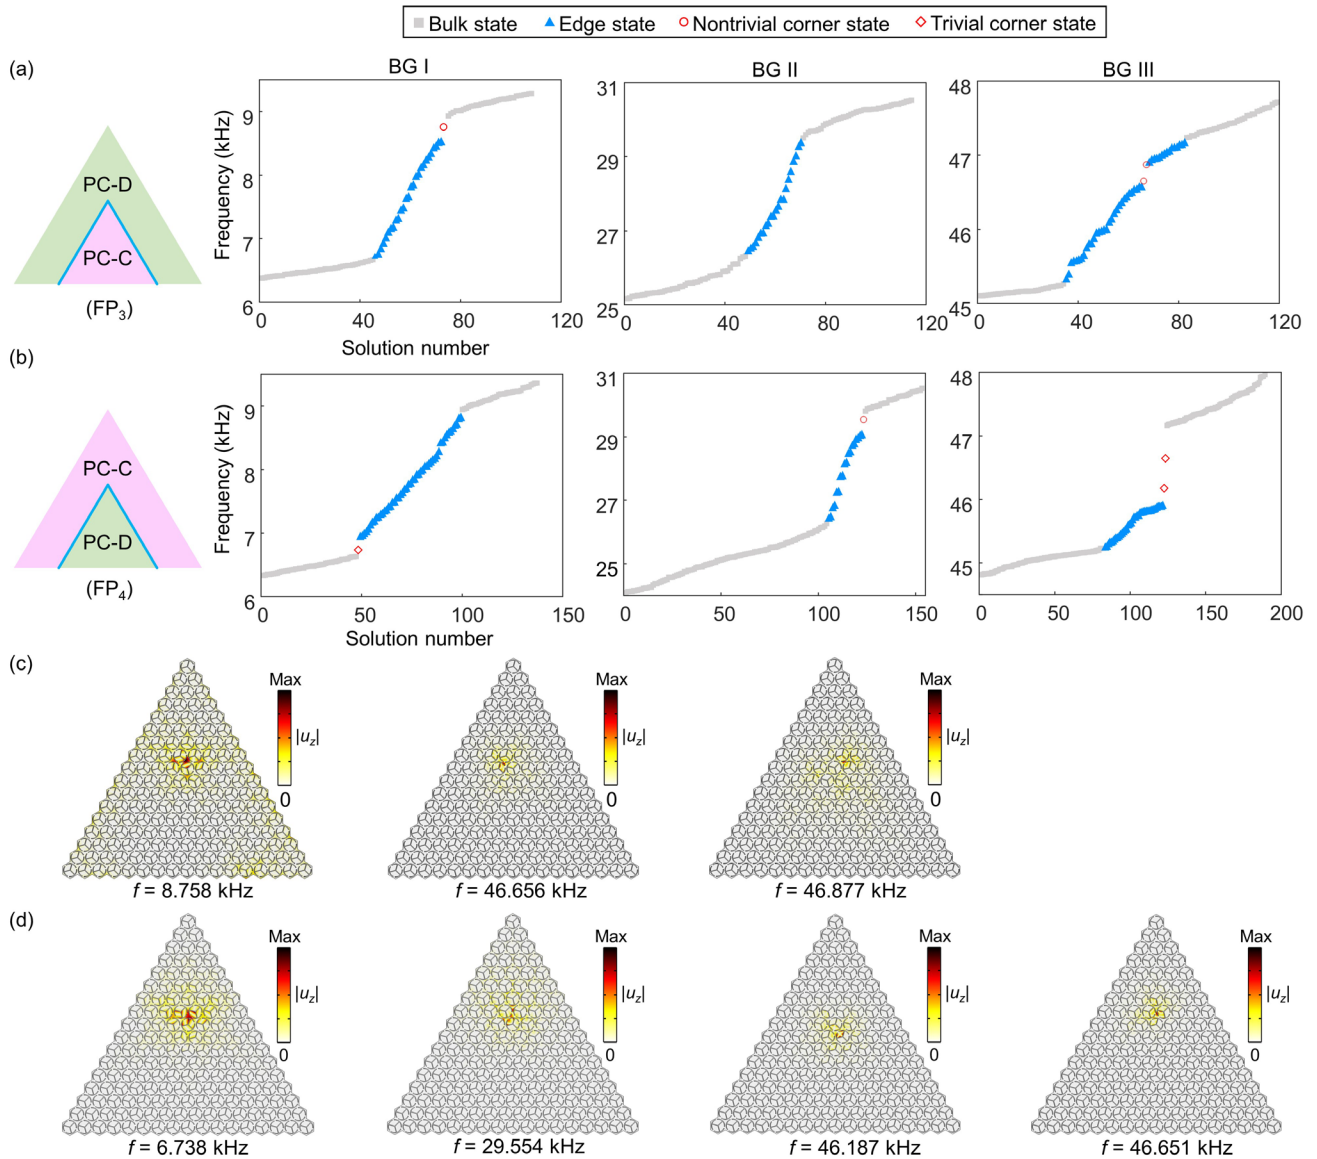 Bulk state Edge state Nontrivial corner state Trivial corner state
(a)
BG I BG II BG III
PC-D
PC-C
(FP3)
Frequency (kHz)
9
8
7
6
0 40 80 120
Solution number
Frequency (kHz)
31
29
27
25
0 40 80 120
48
47
46
45
0 40 80 120
(b)
PC-C
PC-D
(FP4)
Frequency (kHz)
9
8
7
6
0 50 100 150
Solution number
31
29
27
25
0 50 100 150
48
47
46
45
0 50 100 150 200
(c)
Max
|uz|
0
f = 8.758 kHz
Max
|uz|
0
f = 46.656 kHz
Max
|uz|
0
f = 46.877 kHz
(d)
Max
|uz|
0
f = 6.738 kHz
Max
|uz|
0
f = 29.554 kHz
Max
|uz|
0
f = 46.187 kHz
Max
|uz|
0
f = 46.651 kHz